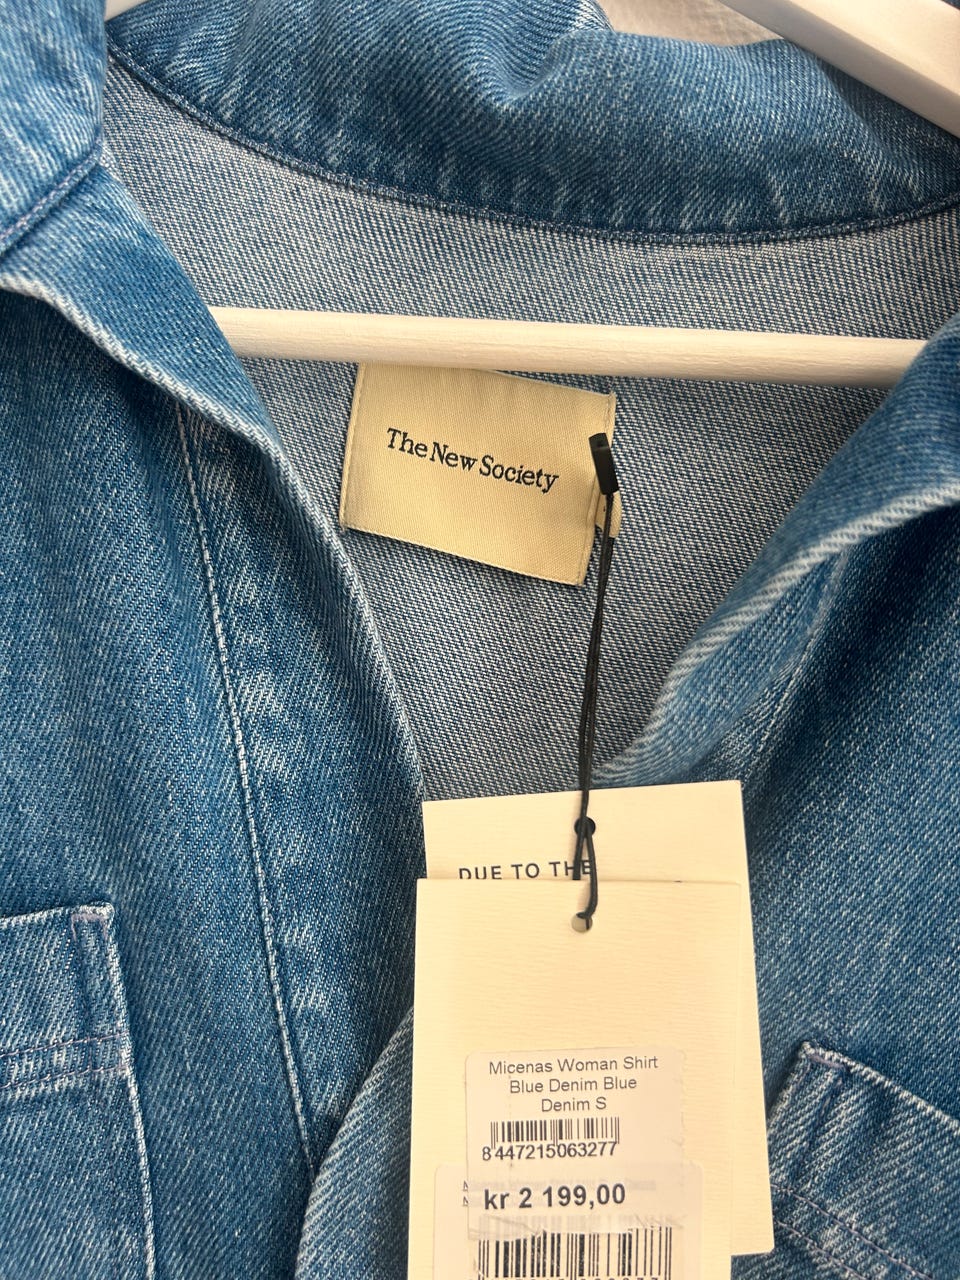 The New Society
DUE TO THE
Micenas Woman Shirt
Blue Denim Blue
Denim S
8447215063277
kr 2 199,00